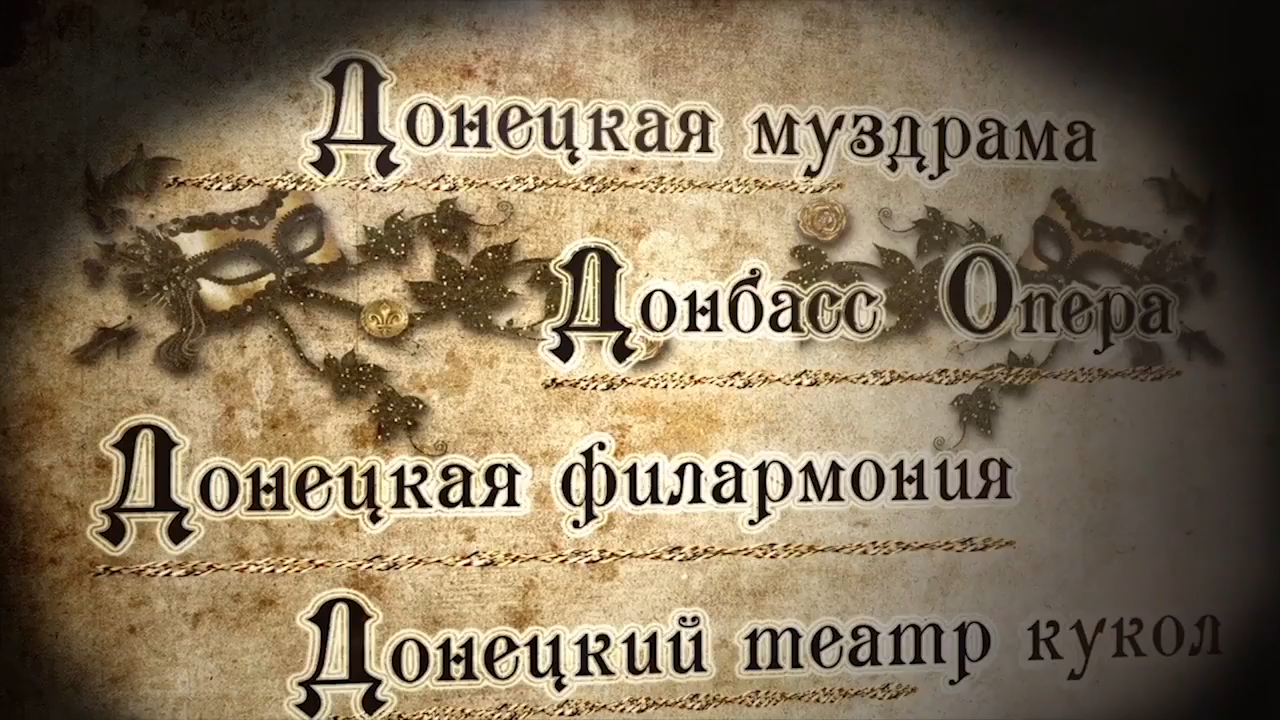 Донецкая муздрама
Донбасс Опера
Донецкая филармония
Донецкий театр кукол